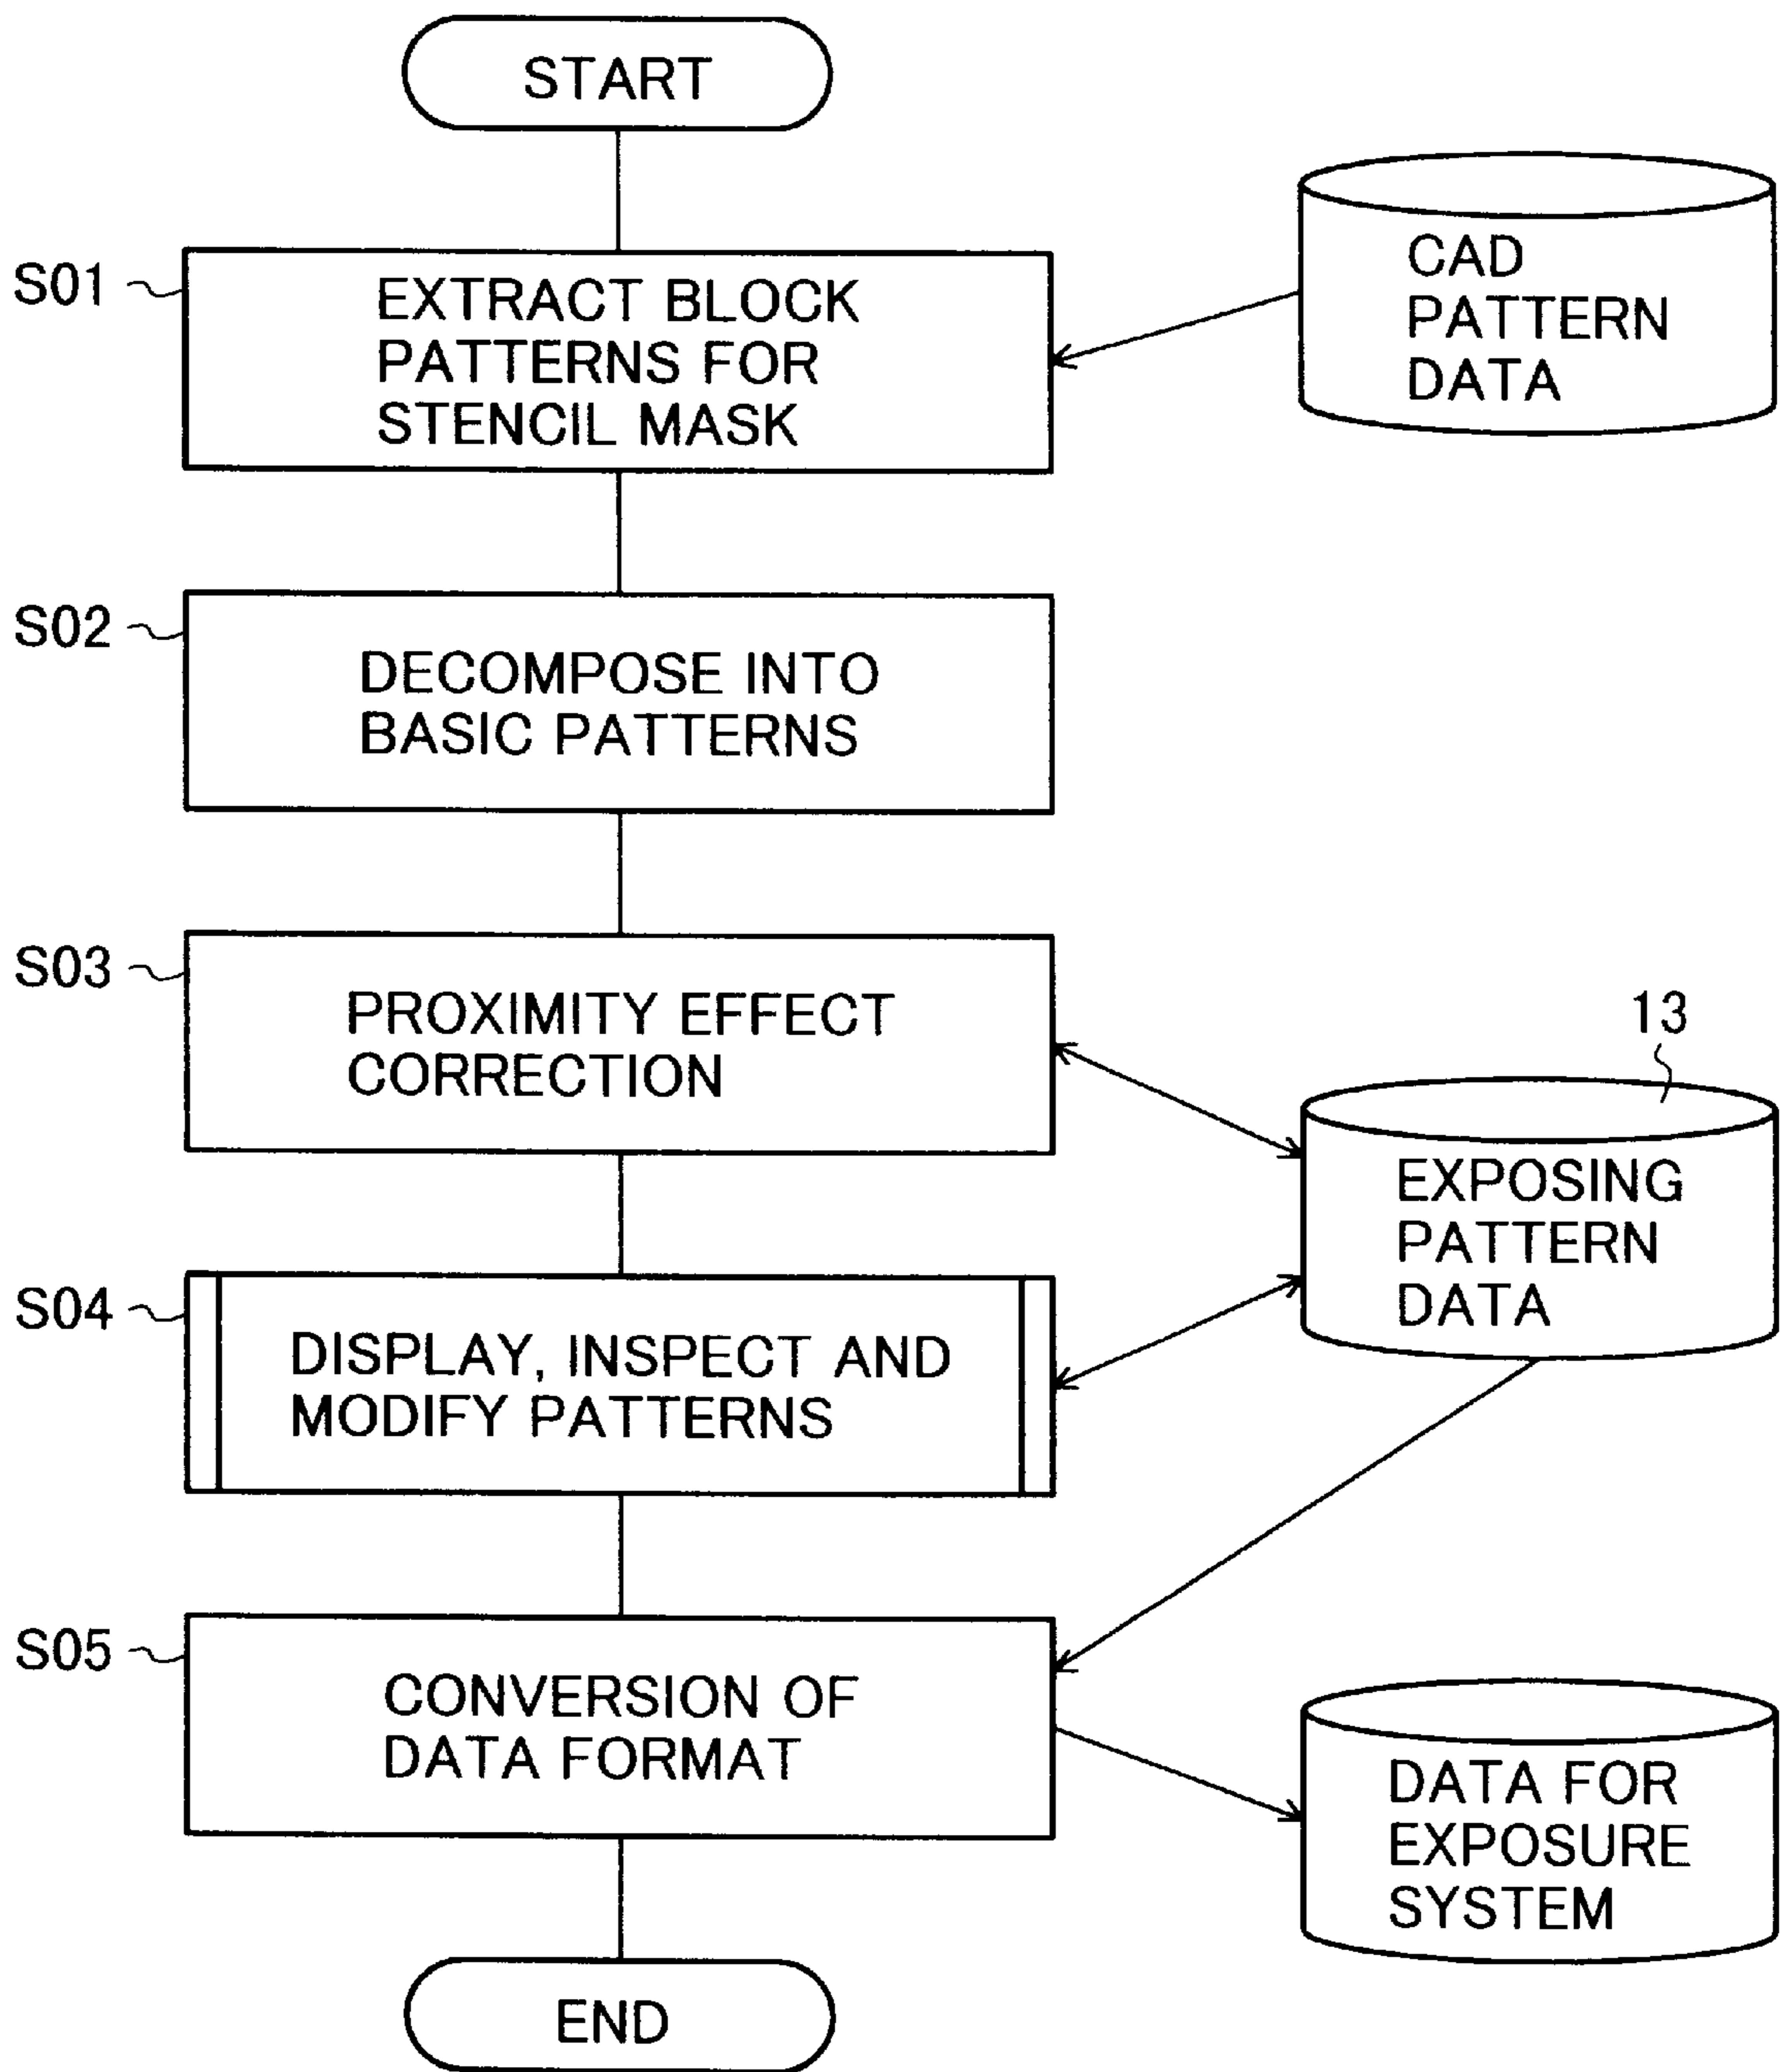 START
S01
EXTRACT BLOCK
PATTERNS FOR
STENCIL MASK
CAD
PATTERN
DATA
S02
DECOMPOSE INTO
BASIC PATTERNS
S03
PROXIMITY EFFECT
CORRECTION
13
EXPOSING
PATTERN
DATA
S04
DISPLAY, INSPECT AND
MODIFY PATTERNS
S05
CONVERSION OF
DATA FORMAT
DATA FOR
EXPOSURE
SYSTEM
END